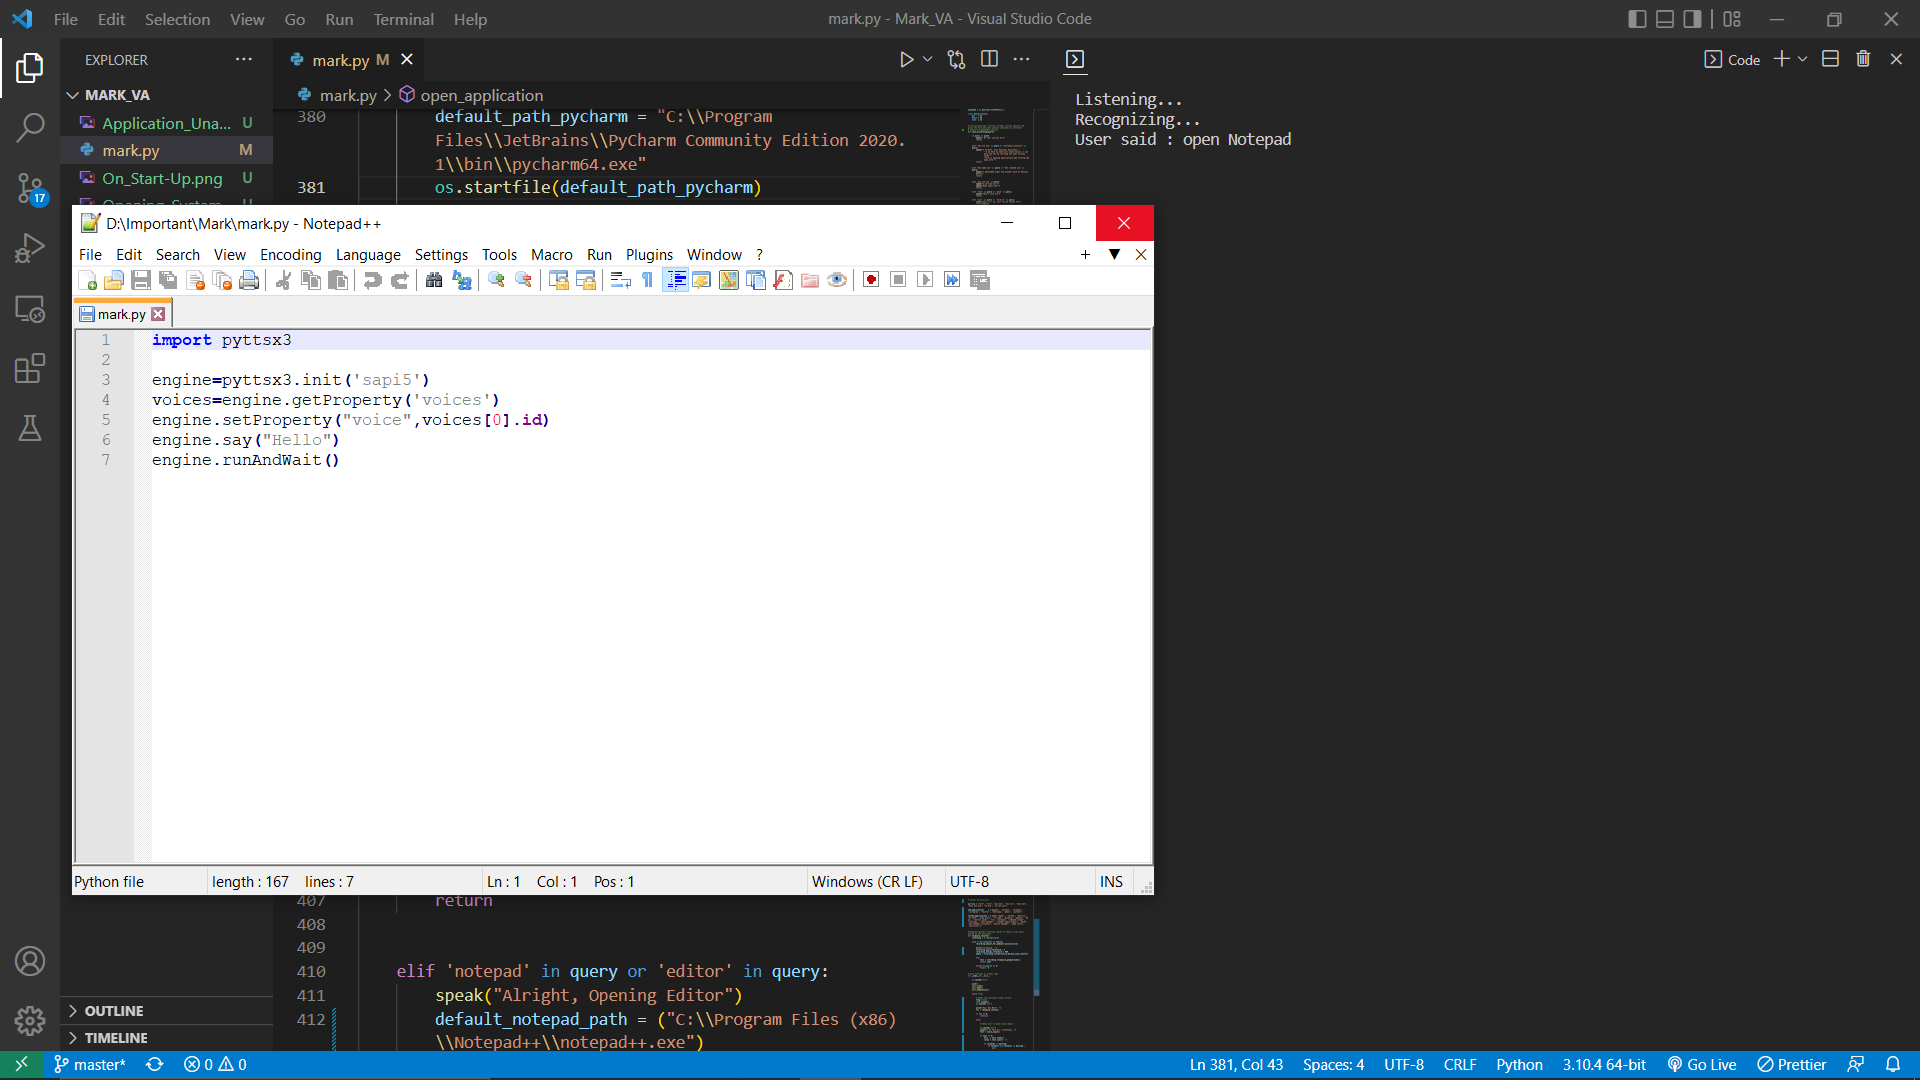 File Edit Selection View Go Run Terminal Help
mark.py - Mark_VA - Visual Studio Code
EXPLORER
MARK_VA
Application_Una... U
mark.py M
On_Start-Up.png U
17
mark.py M
mark.py > open_application
380 default_path_pycharm = "C:\\Program
Files\\JetBrains\\PyCharm Community Edition 2020.
1\\bin\\pycharm64.exe"
381 os.startfile(default_path_pycharm)
Code
Listening...
Recognizing...
User said : open Notepad
D:\Important\Mark\mark.py - Notepad++
File Edit Search View Encoding Language Settings Tools Macro Run Plugins Window ?
mark.py
1 import pyttsx3
2
3 engine=pyttsx3.init('sapi5')
4 voices=engine.getProperty('voices')
5 engine.setProperty("voice",voices[0].id)
6 engine.say("Hello")
7 engine.runAndWait()
Python file length : 167 lines : 7 Ln : 1 Col : 1 Pos : 1 Windows (CR LF) UTF-8 INS
407 return
408
409
410 elif 'notepad' in query or 'editor' in query:
411 speak("Alright, Opening Editor")
412 default_notepad_path = ("C:\\Program Files (x86)
\\Notepad++\\notepad++.exe")
OUTLINE
TIMELINE
master* 0 0 Ln 381, Col 43 Spaces: 4 UTF-8 CRLF Python 3.10.4 64-bit Go Live Prettier